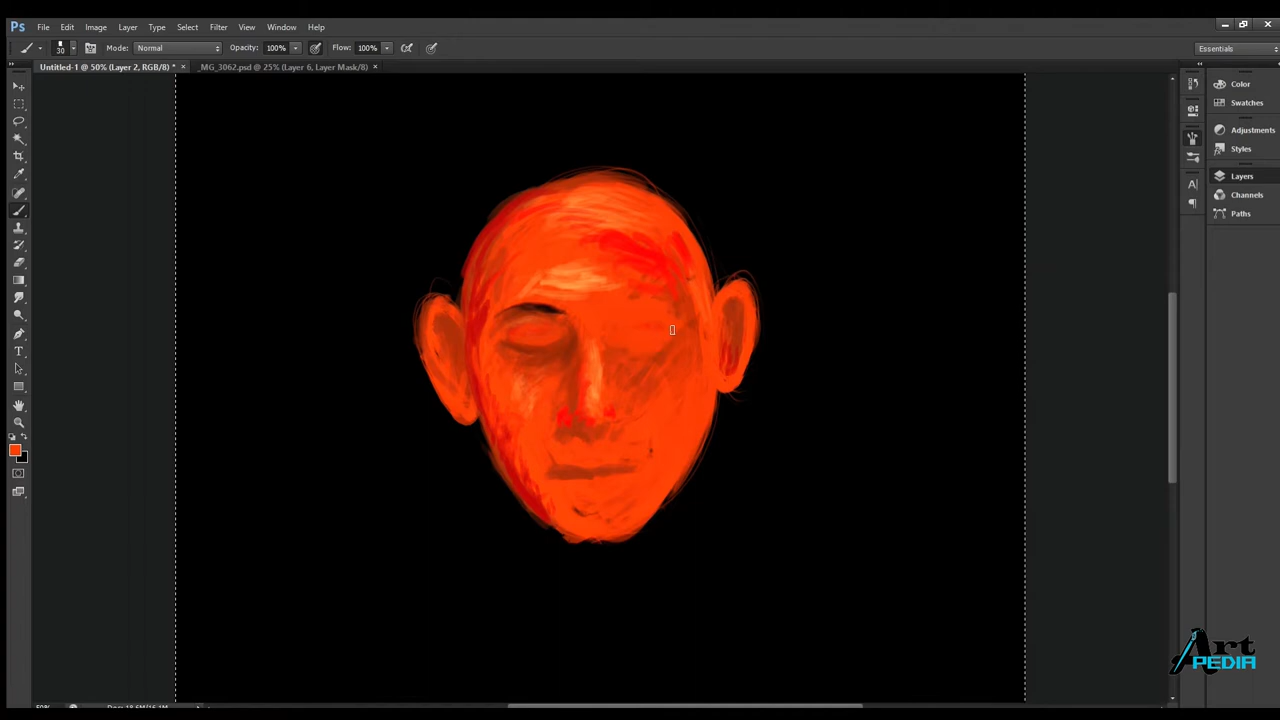 Ps File Edit Image Layer Type Select Filter View Window Help
30 Mode: Normal Opacity: 100% Flow: 100% Essentials
Untitled-1 @ 50% (Layer 2, RGB/8) * × _MG_3062.psd @ 25% (Layer 6, Layer Mask/8) ×
Color
Swatches
Adjustments
Styles
Layers
Channels
Paths
Art
PEDIA
50%